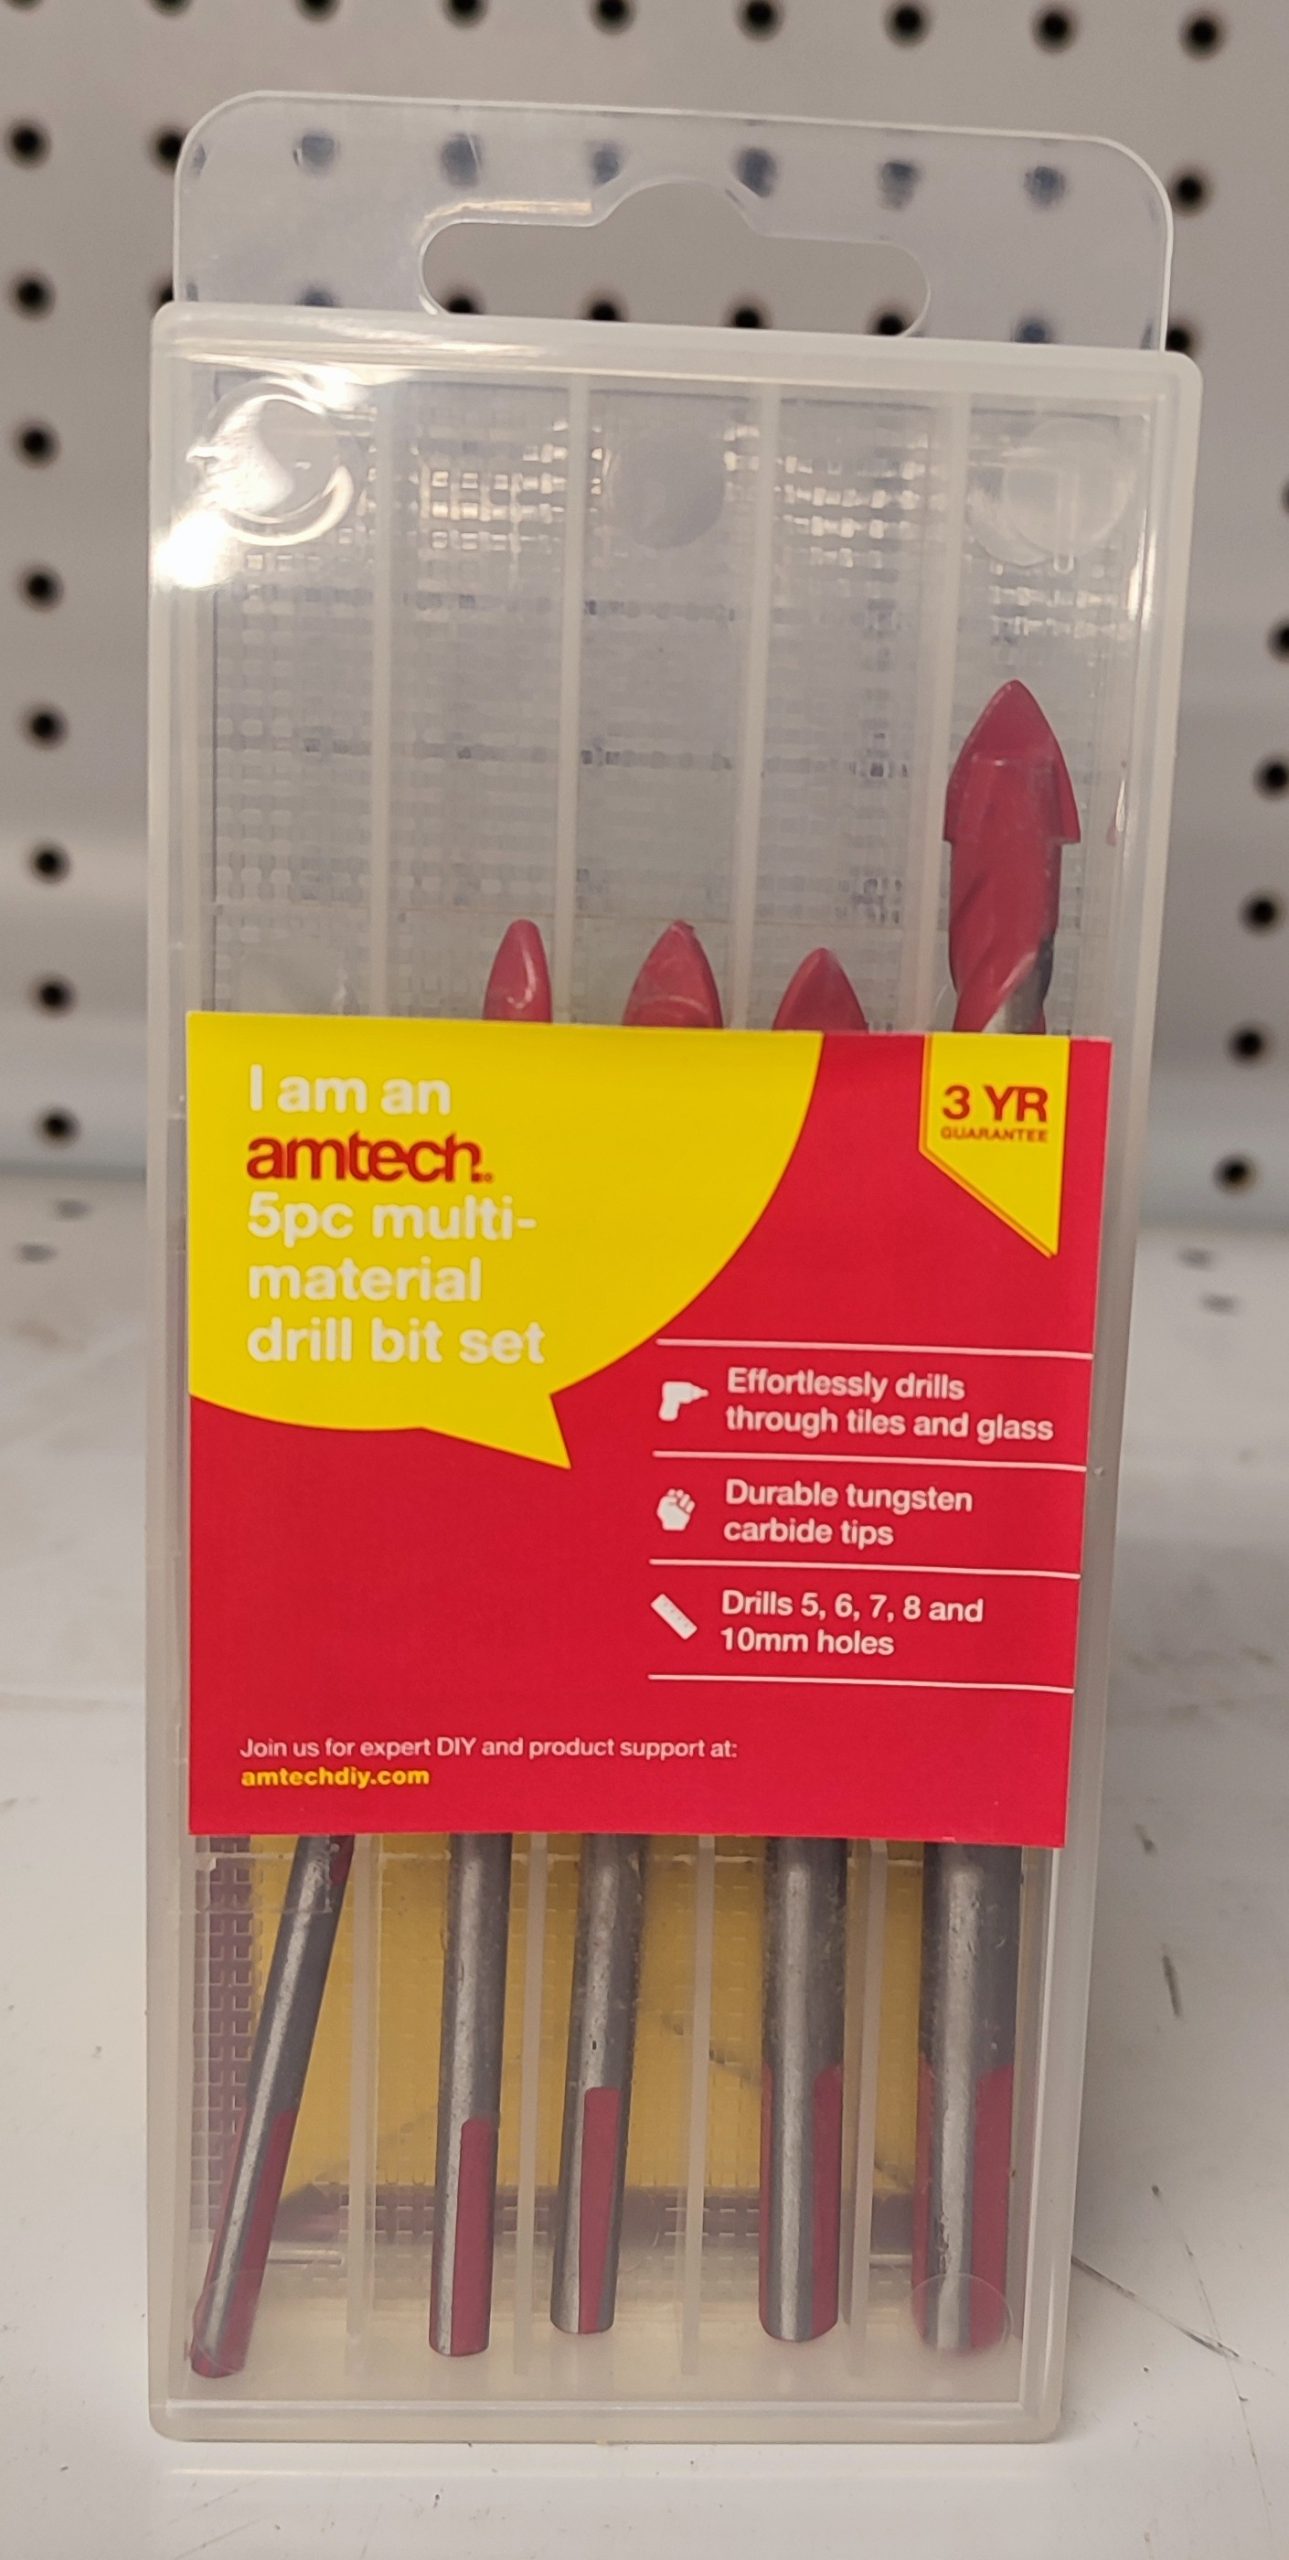 I am an
amtech.
5pc multi-
material
drill bit set
3 YR
GUARANTEE
Effortlessly drills
through tiles and glass
Durable tungsten
carbide tips
Drills 5, 6, 7, 8 and
10mm holes
Join us for expert DIY and product support at:
amtechdiy.com